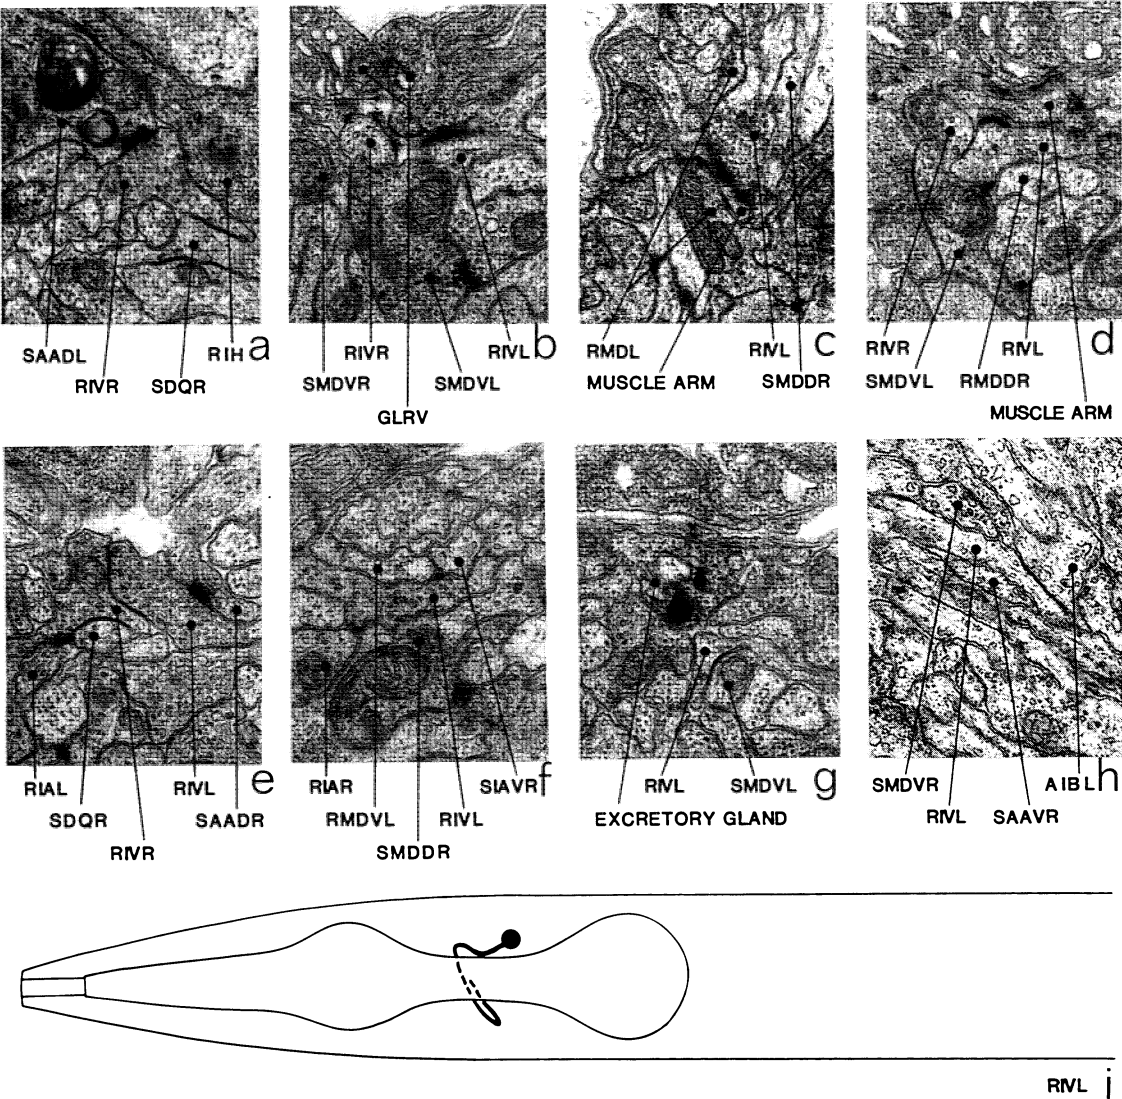 SAADL RIH a
RIVR SDQR
RIVR RIVL b
SMDVR SMDVL
GLRV
RMDL RIVL c
MUSCLE ARM SMDDR
RIVR RIVL d
SMDVL RMDDR
MUSCLE ARM
RIAL RIVL e
SDQR SAADR
RIVR
RIAR SIAVR f
RMDVL RIVL
SMDDR
RIVL SMDVL g
EXCRETORY GLAND
SMDVR AIBL h
RIVL SAAVR
RIVL j